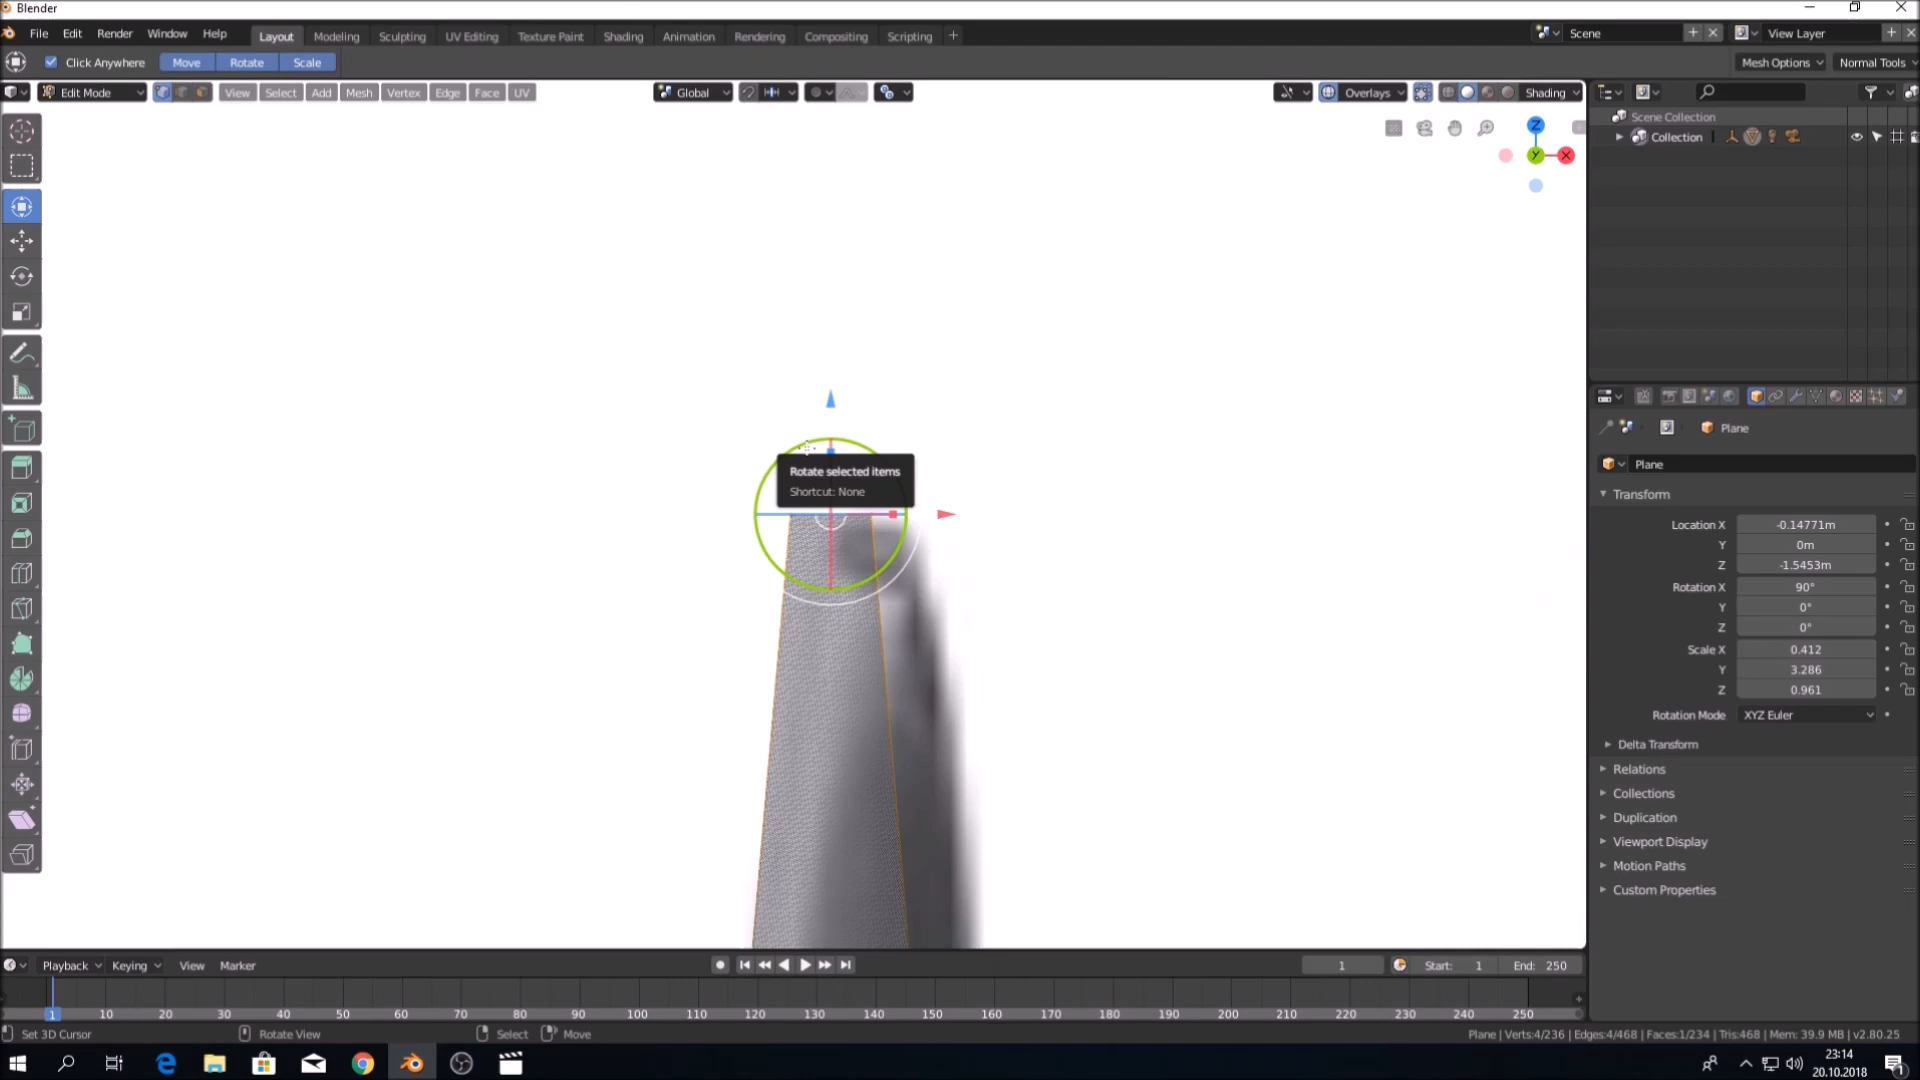 Blender
File Edit Render Window Help Layout Modeling Sculpting UV Editing Texture Paint Shading Animation Rendering Compositing Scripting + Scene View Layer
Click Anywhere Move Rotate Scale Mesh Options Normal Tools
Edit Mode View Select Add Mesh Vertex Edge Face UV Global Overlays Shading
Scene Collection
Collection
Z
Y X
Rotate selected items
Shortcut: None
Plane
Plane
Transform
Location X -0.14771m
Y 0m
Z -1.5453m
Rotation X 90°
Y 0°
Z 0°
Scale X 0.412
Y 3.286
Z 0.961
Rotation Mode XYZ Euler
Delta Transform
Relations
Collections
Duplication
Viewport Display
Motion Paths
Custom Properties
Playback Keying View Marker 1 Start: 1 End: 250
1 10 20 30 40 50 60 70 80 90 100 110 120 130 140 150 160 170 180 190 200 210 220 230 240 250
Set 3D Cursor Rotate View Select Move Plane | Verts:4/236 | Edges:4/468 | Faces:1/234 | Tris:468 | Mem: 39.9 MB | v2.80.25
23:14
20.10.2018
1